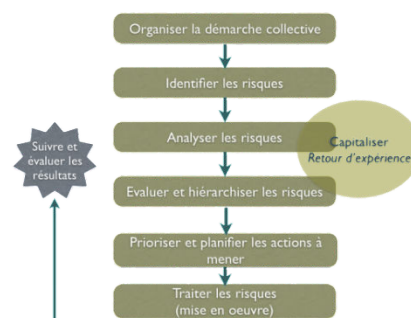 Organiser la démarche collective
Identifier les risques
Analyser les risques
Suivre et
évaluer les
résultats
Capitaliser
Retour d'expérience
Evaluer et hiérarchiser les risques
Prioriser et planifier les actions à
mener
Traiter les risques
(mise en oeuvre)